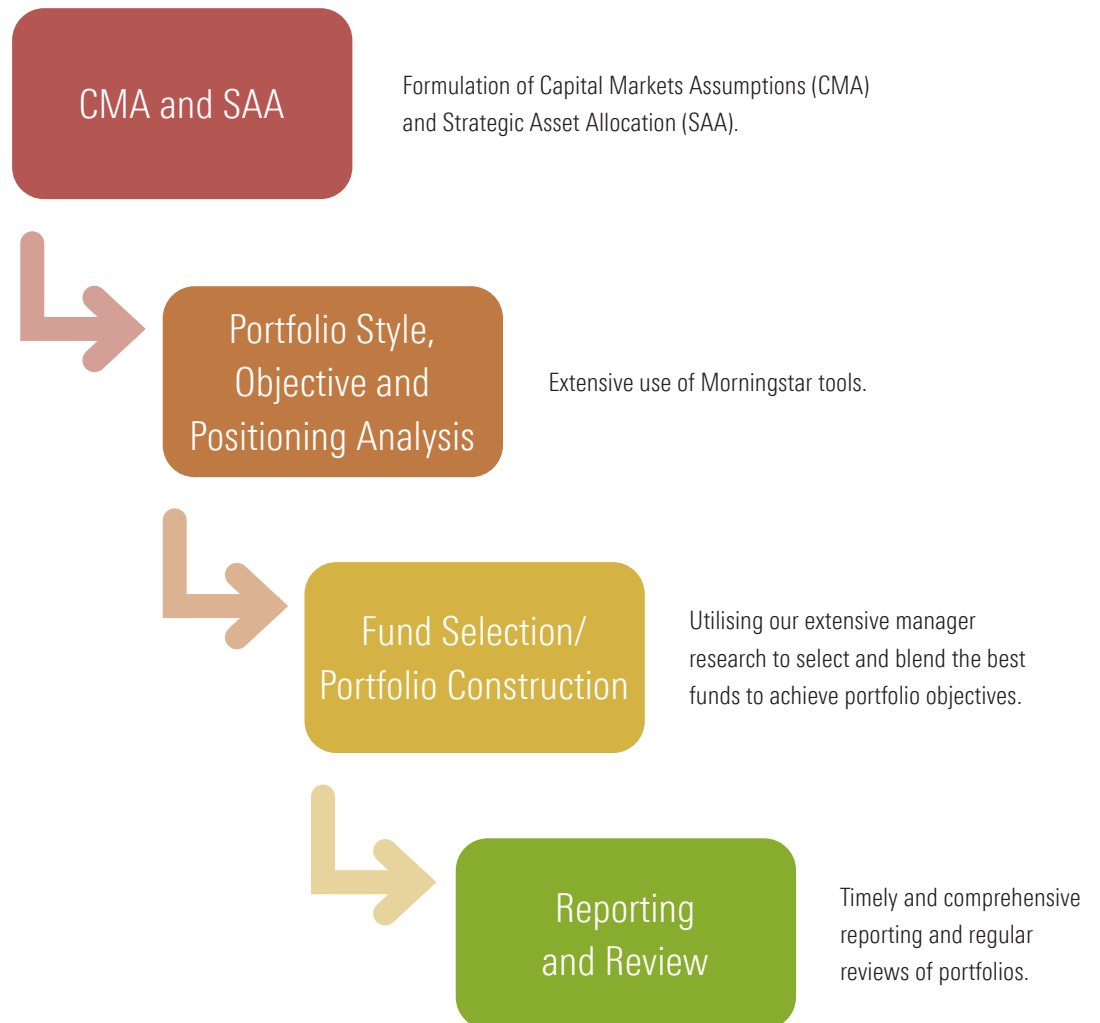 CMA and SAA
Formulation of Capital Markets Assumptions (CMA)
and Strategic Asset Allocation (SAA).
Portfolio Style,
Objective and
Positioning Analysis
Extensive use of Morningstar tools.
Fund Selection/
Portfolio Construction
Utilising our extensive manager
research to select and blend the best
funds to achieve portfolio objectives.
Reporting
and Review
Timely and comprehensive
reporting and regular
reviews of portfolios.